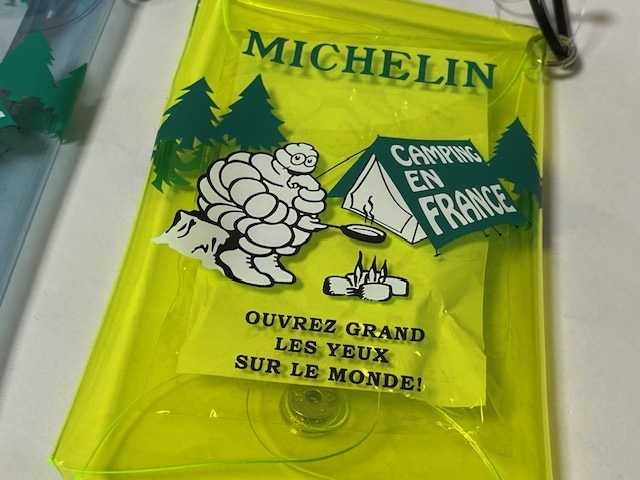 MICHELIN
CAMPING
EN
FRANCE
OUVREZ GRAND
LES YEUX
SUR LE MONDE!